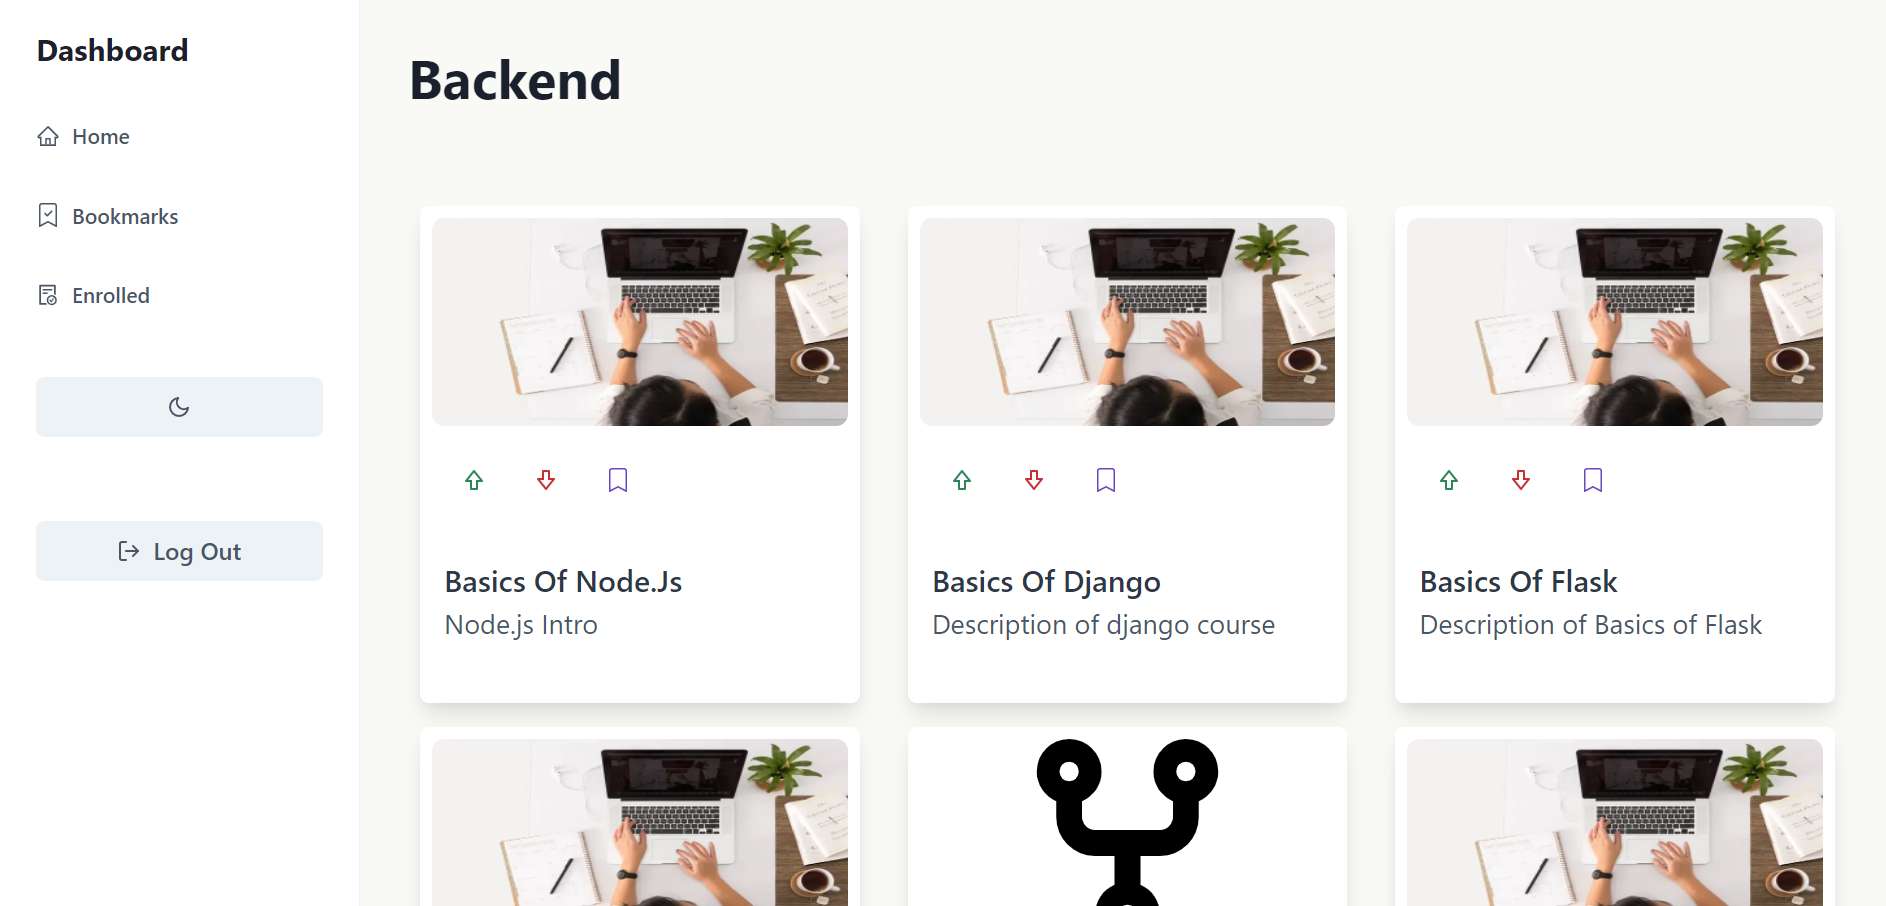 Dashboard
Home
Bookmarks
Enrolled
Log Out
Backend
Basics Of Node.Js
Node.js Intro
Basics Of Django
Description of django course
Basics Of Flask
Description of Basics of Flask